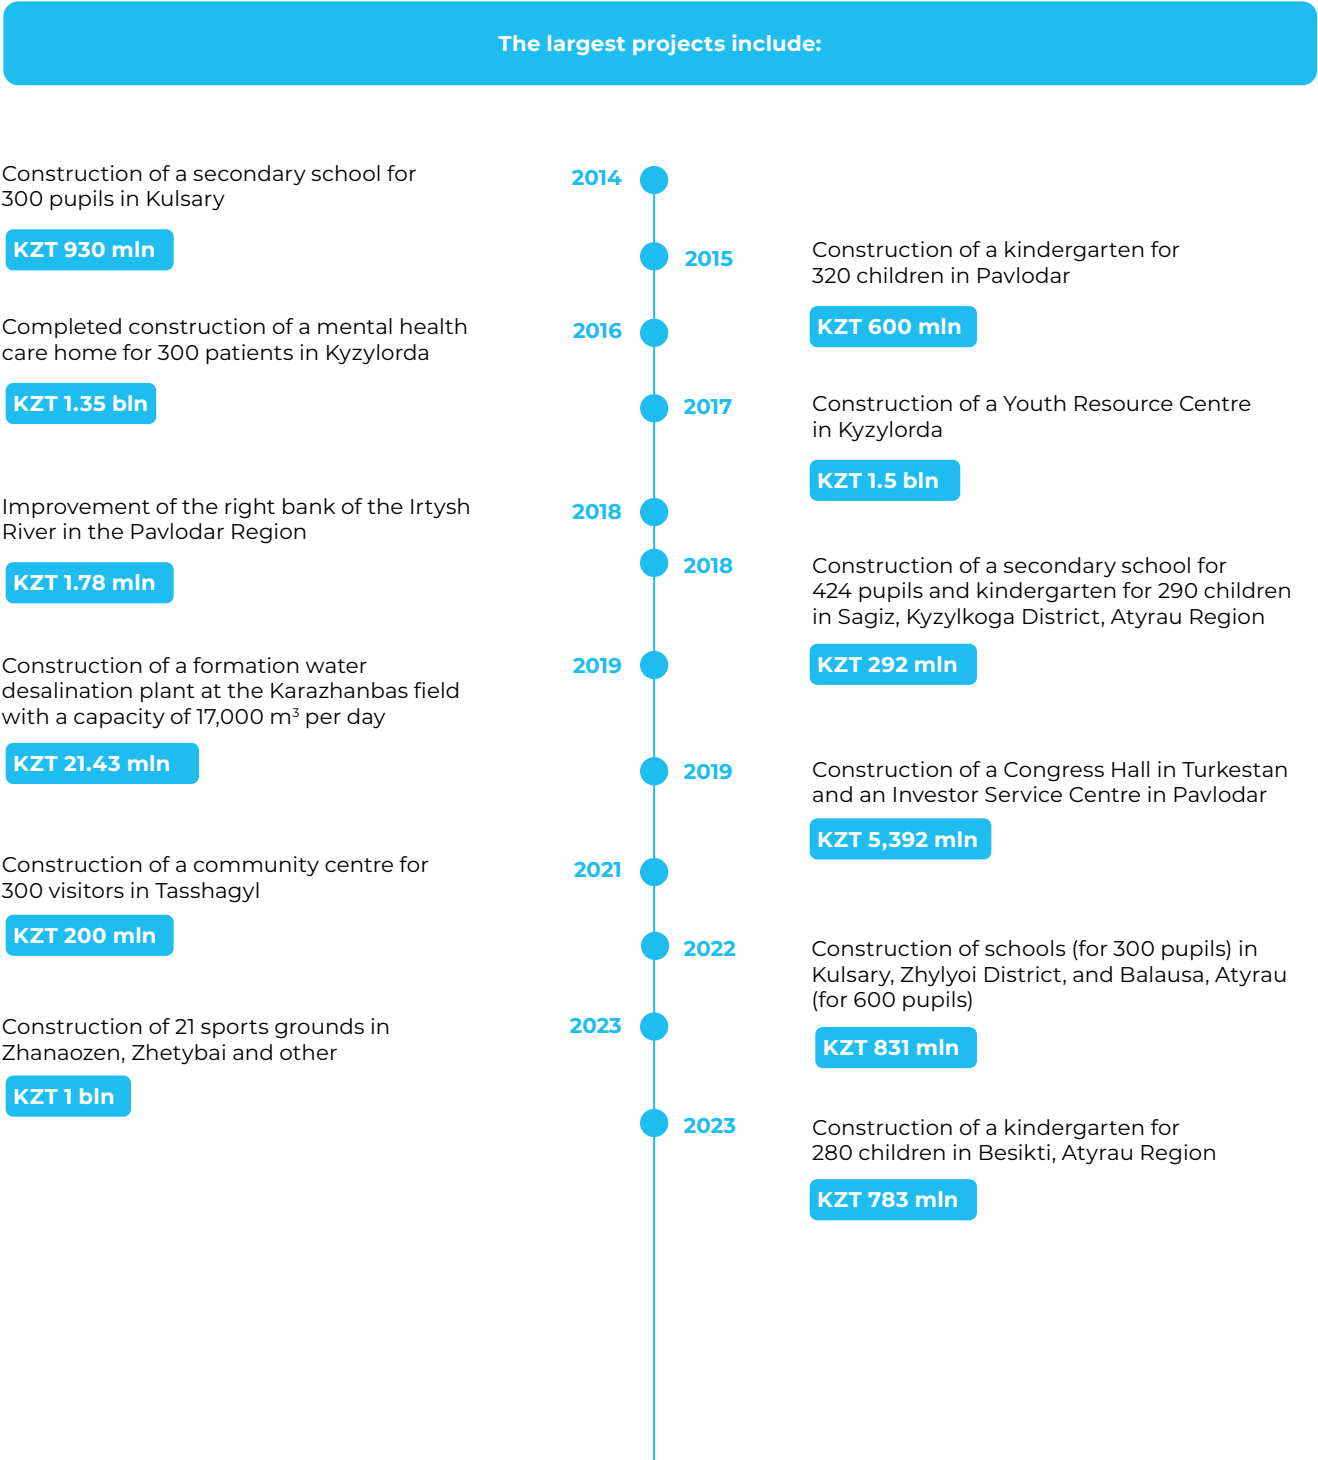 The largest projects include:
Construction of a secondary school for
300 pupils in Kulsary
KZT 930 mln
2014
2015
Construction of a kindergarten for
320 children in Pavlodar
KZT 600 mln
Completed construction of a mental health
care home for 300 patients in Kyzylorda
KZT 1.35 bln
2016
2017
Construction of a Youth Resource Centre
in Kyzylorda
KZT 1.5 bln
Improvement of the right bank of the Irtysh
River in the Pavlodar Region
KZT 1.78 mln
2018
2018
Construction of a secondary school for
424 pupils and kindergarten for 290 children
in Sagiz, Kyzylkoga District, Atyrau Region
KZT 292 mln
Construction of a formation water
desalination plant at the Karazhanbas field
with a capacity of 17,000 m³ per day
KZT 21.43 mln
2019
2019
Construction of a Congress Hall in Turkestan
and an Investor Service Centre in Pavlodar
KZT 5,392 mln
Construction of a community centre for
300 visitors in Tasshagyl
KZT 200 mln
2021
2022
Construction of schools (for 300 pupils) in
Kulsary, Zhylyoi District, and Balausa, Atyrau
(for 600 pupils)
KZT 831 mln
Construction of 21 sports grounds in
Zhanaozen, Zhetybai and other
KZT 1 bln
2023
2023
Construction of a kindergarten for
280 children in Besikti, Atyrau Region
KZT 783 mln